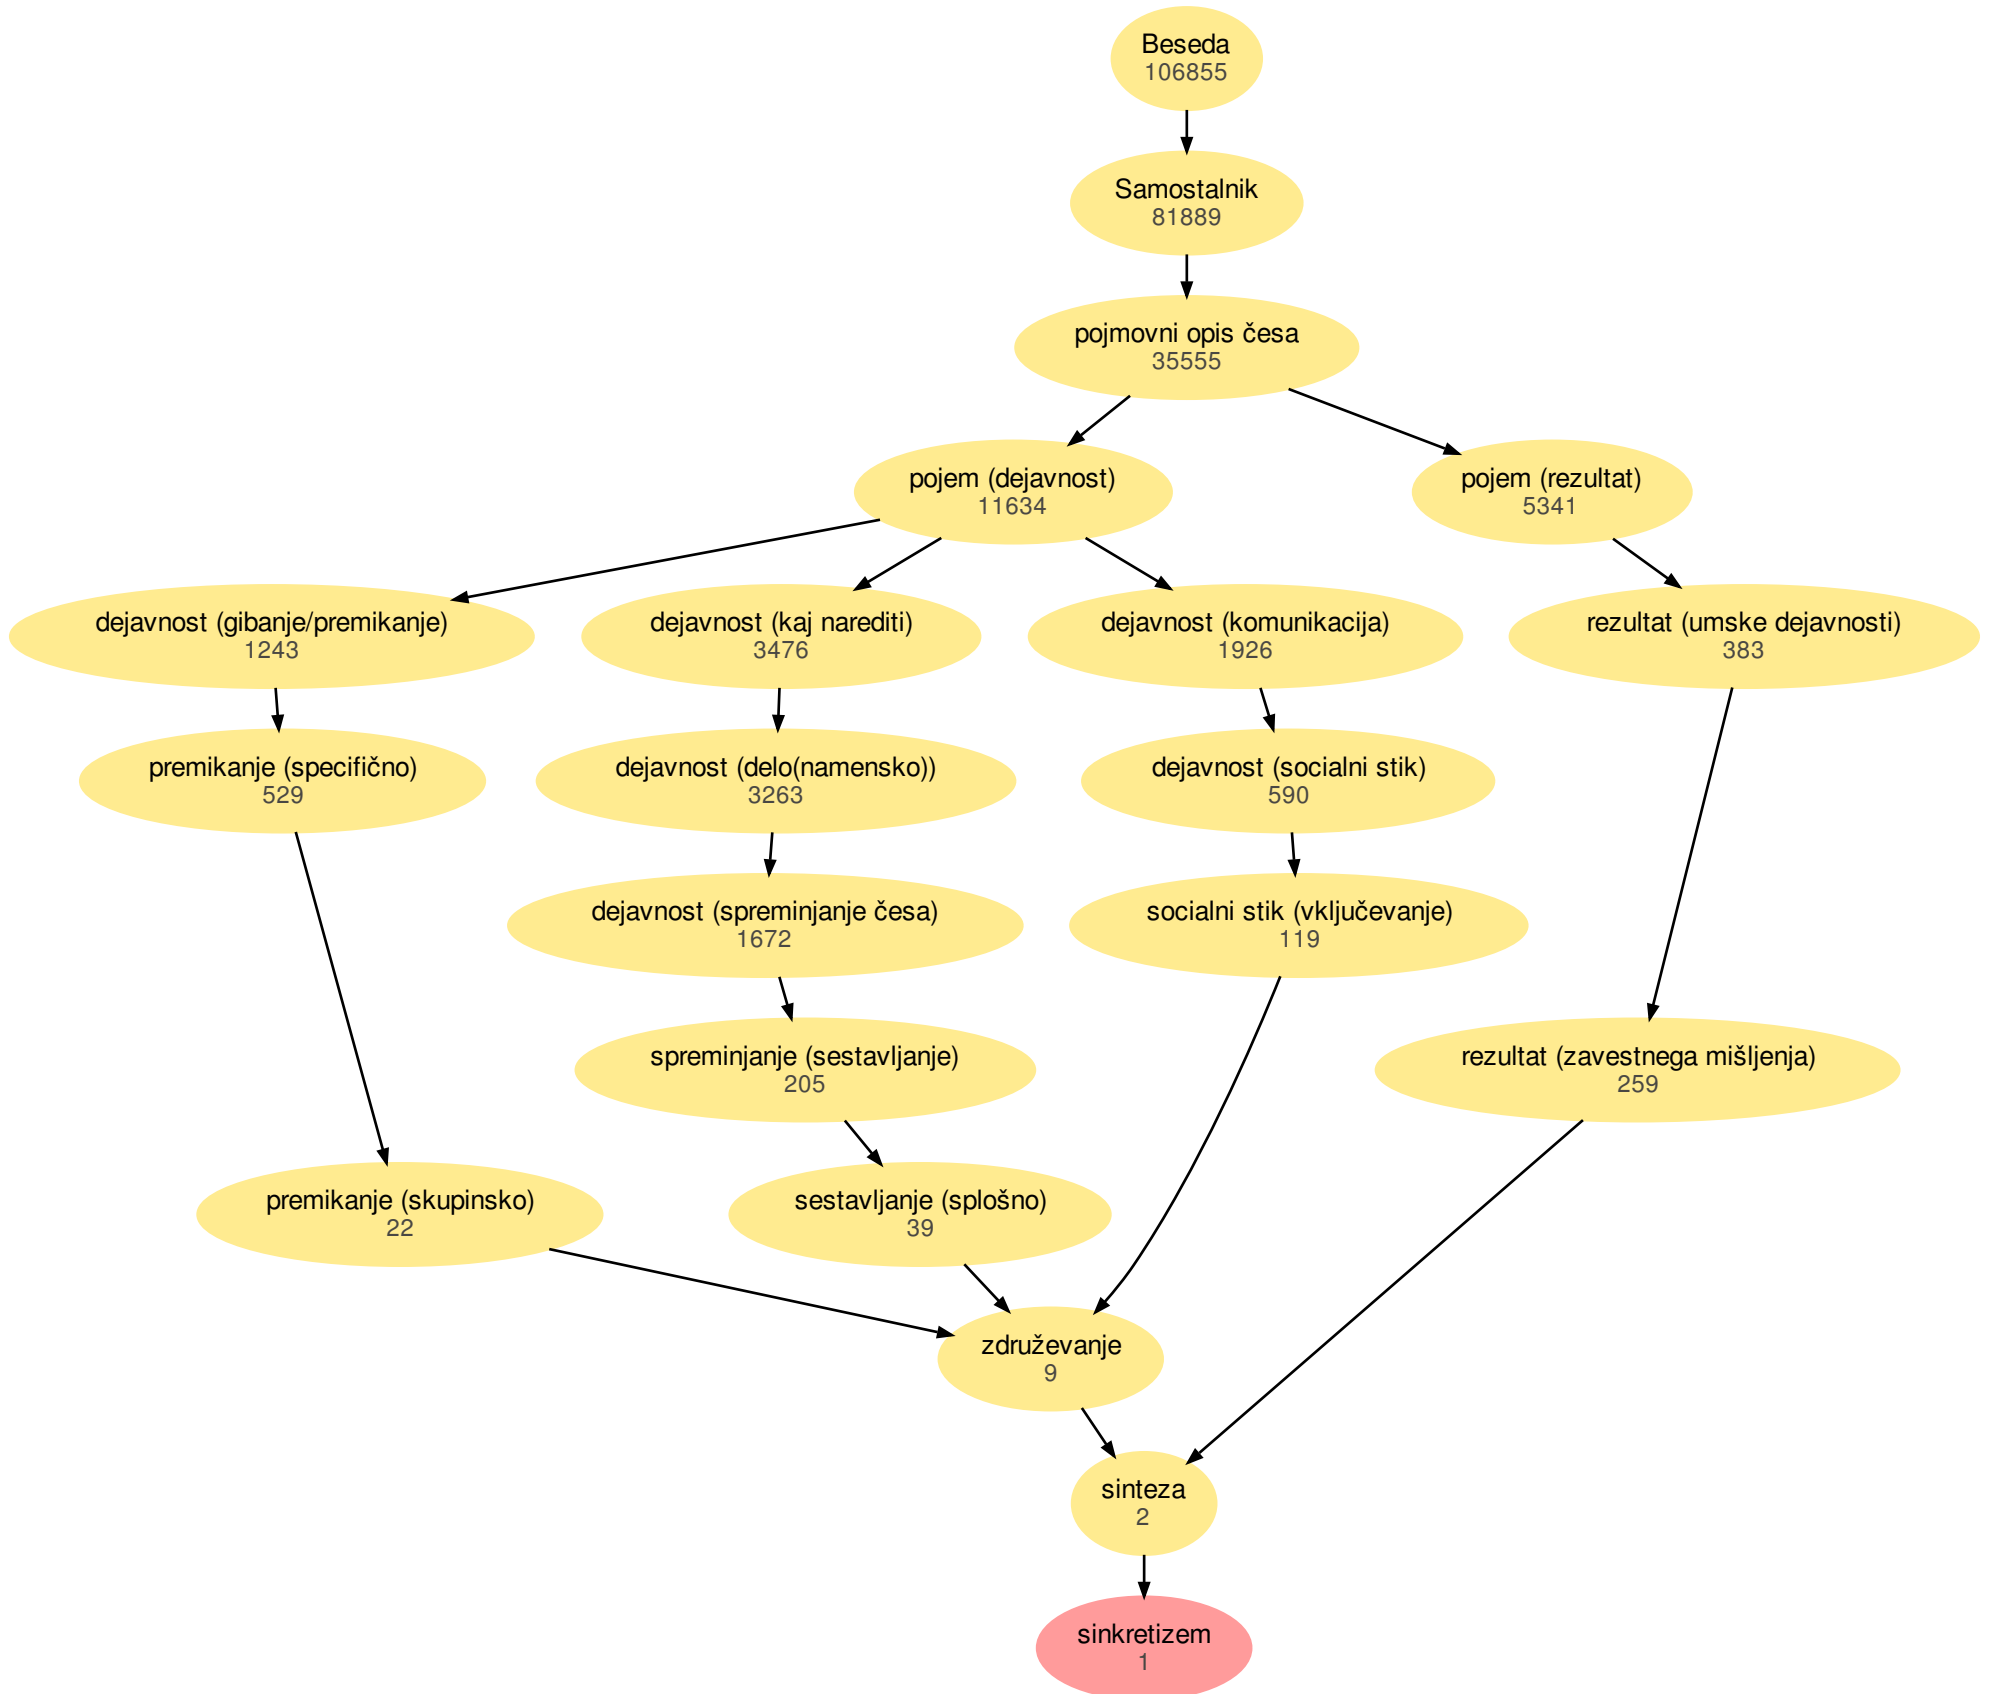 Beseda
106855
Samostalnik
81889
pojmovni opis česa
35555
pojem (dejavnost)
11634
pojem (rezultat)
5341
dejavnost (gibanje/premikanje)
1243
dejavnost (kaj narediti)
3476
dejavnost (komunikacija)
1926
rezultat (umske dejavnosti)
383
premikanje (specifično)
529
dejavnost (delo(namensko))
3263
dejavnost (socialni stik)
590
dejavnost (spreminjanje česa)
1672
socialni stik (vključevanje)
119
spreminjanje (sestavljanje)
205
rezultat (zavestnega mišljenja)
259
premikanje (skupinsko)
22
sestavljanje (splošno)
39
združevanje
9
sinteza
2
sinkretizem
1